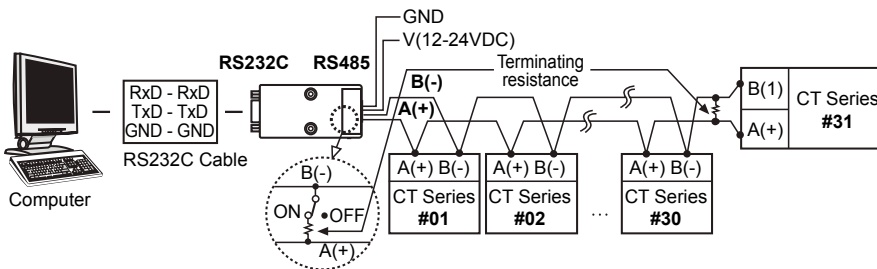 GND
V(12-24VDC)
RS232C RS485
Terminating
resistance
B(-)
A(+)
RxD - RxD
TxD - TxD
GND - GND
RS232C Cable
Computer
B(1)
A(+)
CT Series
#31
A(+) B(-)
CT Series
#01
A(+) B(-)
CT Series
#02
...
A(+) B(-)
CT Series
#30
B(-)
ON OFF
A(+)